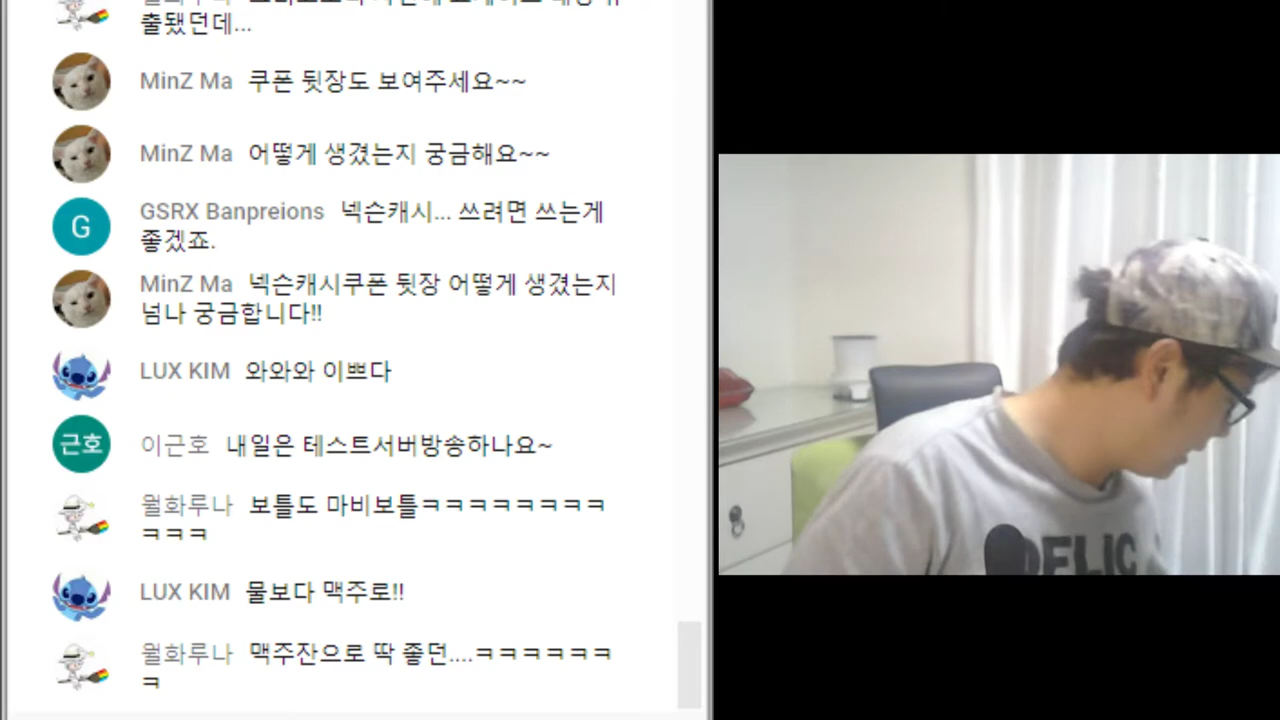 출됐던데...
MinZ Ma 쿠폰 뒷장도 보여주세요~~
MinZ Ma 어떻게 생겼는지 궁금해요~~
G
GSRX Banpreions 넥슨캐시... 쓰려면 쓰는게
좋겠죠.
MinZ Ma 넥슨캐시쿠폰 뒷장 어떻게 생겼는지
넘나 궁금합니다!!
LUX KIM 와와와 이쁘다
근호
이근호 내일은 테스트서버방송하나요~
월화루나 보틀도 마비보틀ㅋㅋㅋㅋㅋㅋㅋㅋ
ㅋㅋㅋ
LUX KIM 물보다 맥주로!!
월화루나 맥주잔으로 딱 좋던....ㅋㅋㅋㅋㅋㅋ
ㅋ
DELIC